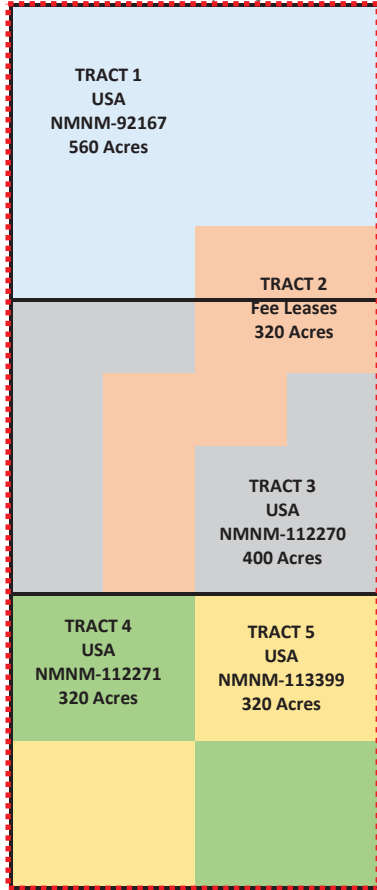 TRACT 1
USA
NMNM-92167
560 Acres
TRACT 2
Fee Leases
320 Acres
TRACT 3
USA
NMNM-112270
400 Acres
TRACT 4
USA
NMNM-112271
320 Acres
TRACT 5
USA
NMNM-113399
320 Acres